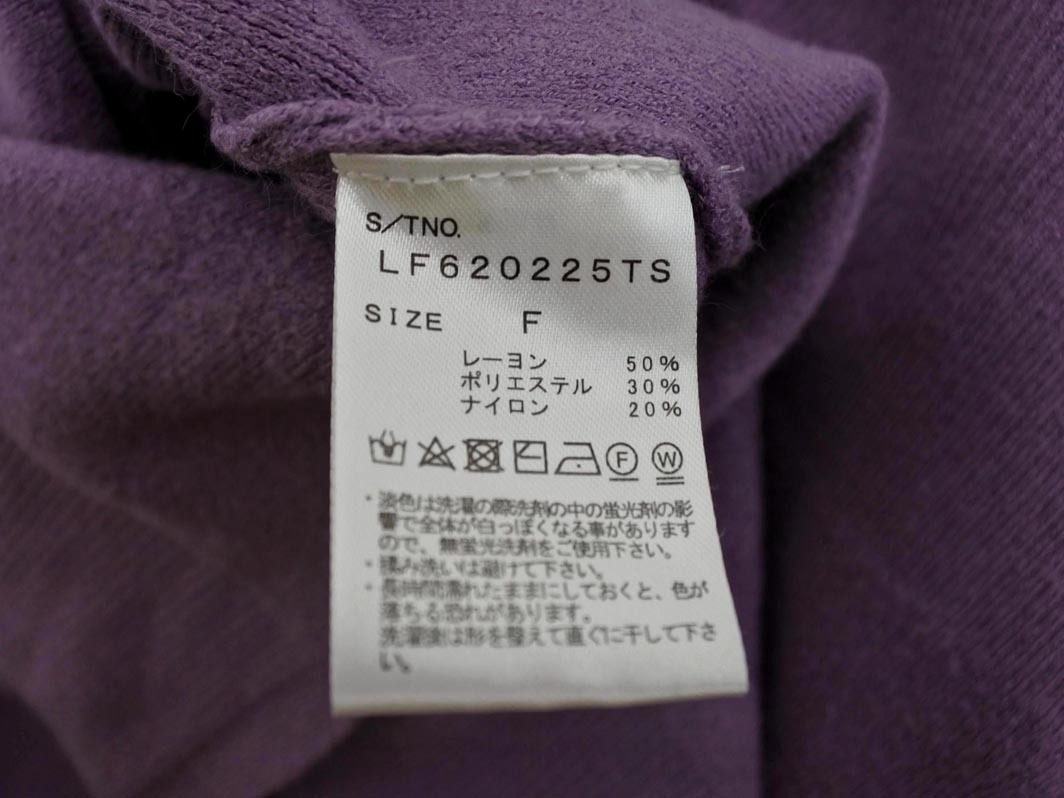 S/TNO.
LF620225TS
SIZE F
レーヨン 50%
ポリエステル 30%
ナイロン 20%
F W
・淡色は洗濯の際洗剤の中の蛍光剤の影
響で全体が白っぽくなる事があります
ので、無蛍光洗剤をご使用下さい。
・揉み洗いは避けて下さい。
・長時間濡れたままにしておくと、色が
落ちる恐れがあります。
洗濯後は形を整えて直ぐに干して下さ
い。